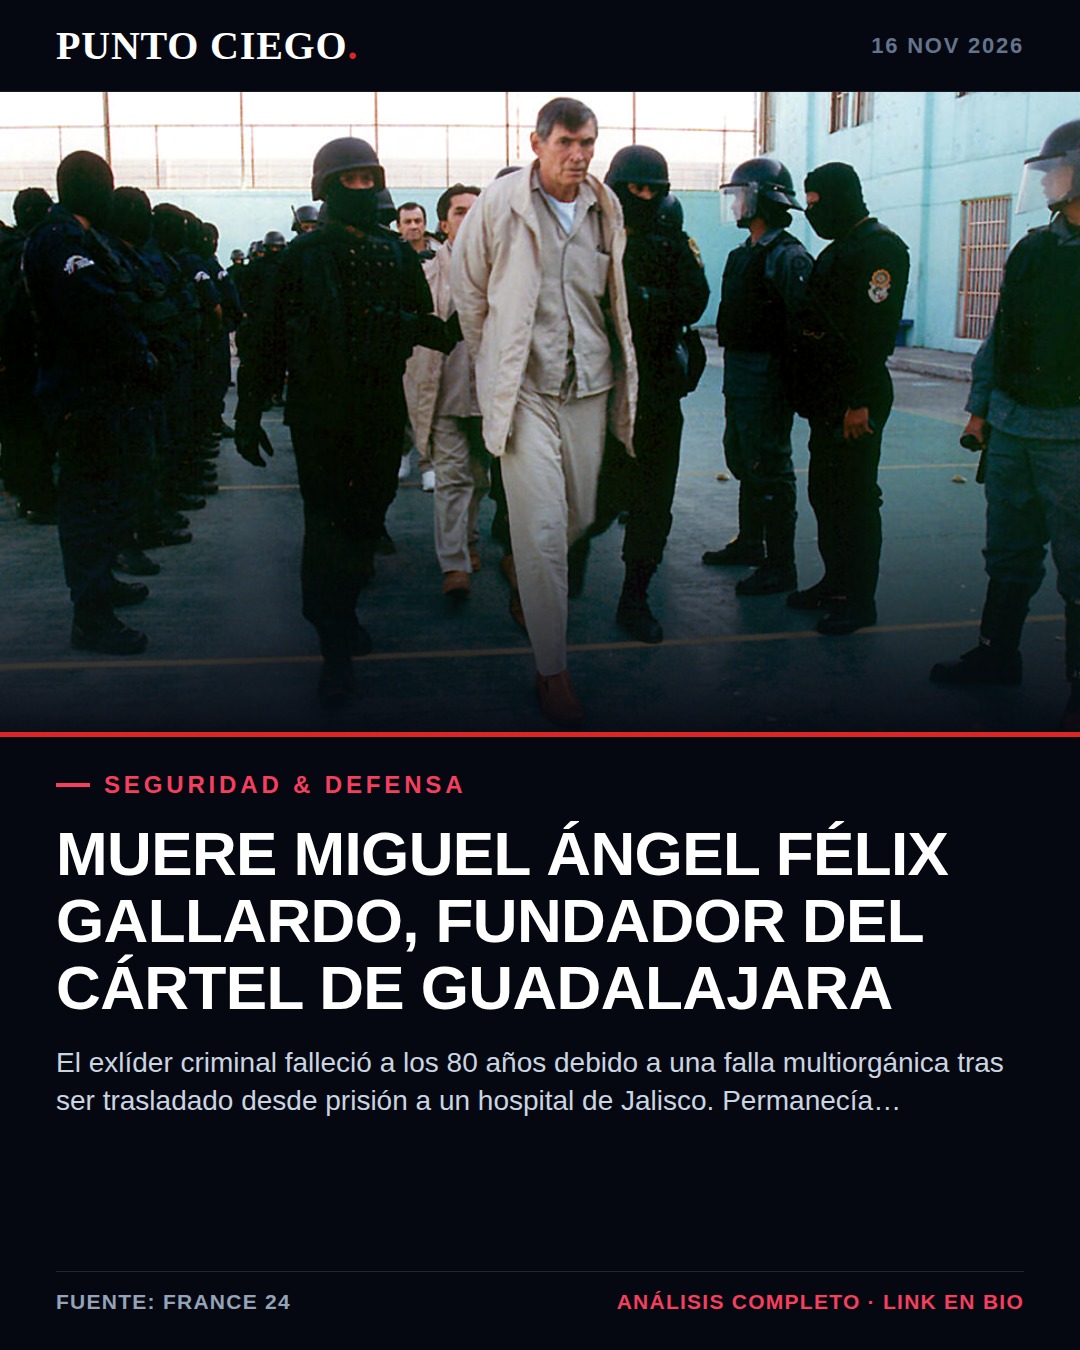 PUNTO CIEGO.
16 NOV 2026
SEGURIDAD & DEFENSA
MUERE MIGUEL ÁNGEL FÉLIX
GALLARDO, FUNDADOR DEL
CÁRTEL DE GUADALAJARA
El exlíder criminal falleció a los 80 años debido a una falla multiorgánica tras
ser trasladado desde prisión a un hospital de Jalisco. Permanecía…
FUENTE: FRANCE 24
ANÁLISIS COMPLETO · LINK EN BIO